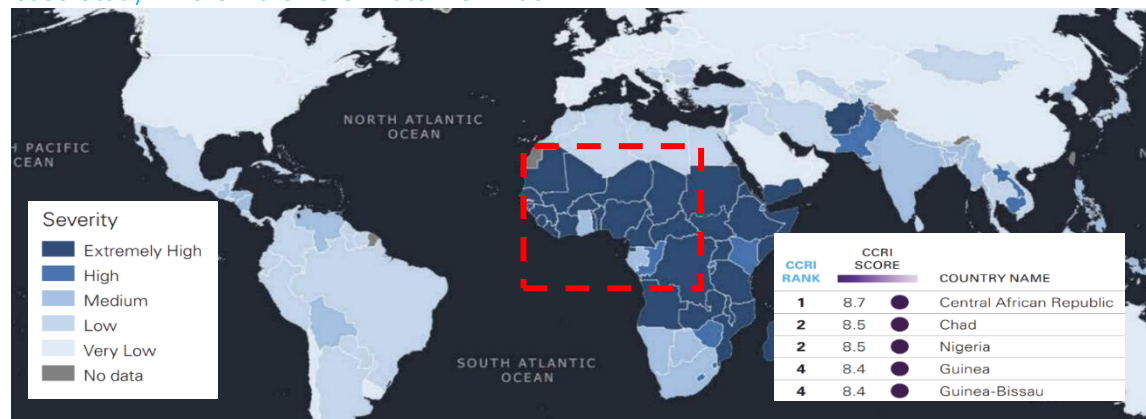 NORTH ATLANTIC
OCEAN
H PACIFIC
CEAN
SOUTH ATLANTIC
OCEAN
Severity
Extremely High
High
Medium
Low
Very Low
No data
CCRI RANK CCRI SCORE COUNTRY NAME
1 8.7 Central African Republic
2 8.5 Chad
2 8.5 Nigeria
4 8.4 Guinea
4 8.4 Guinea-Bissau